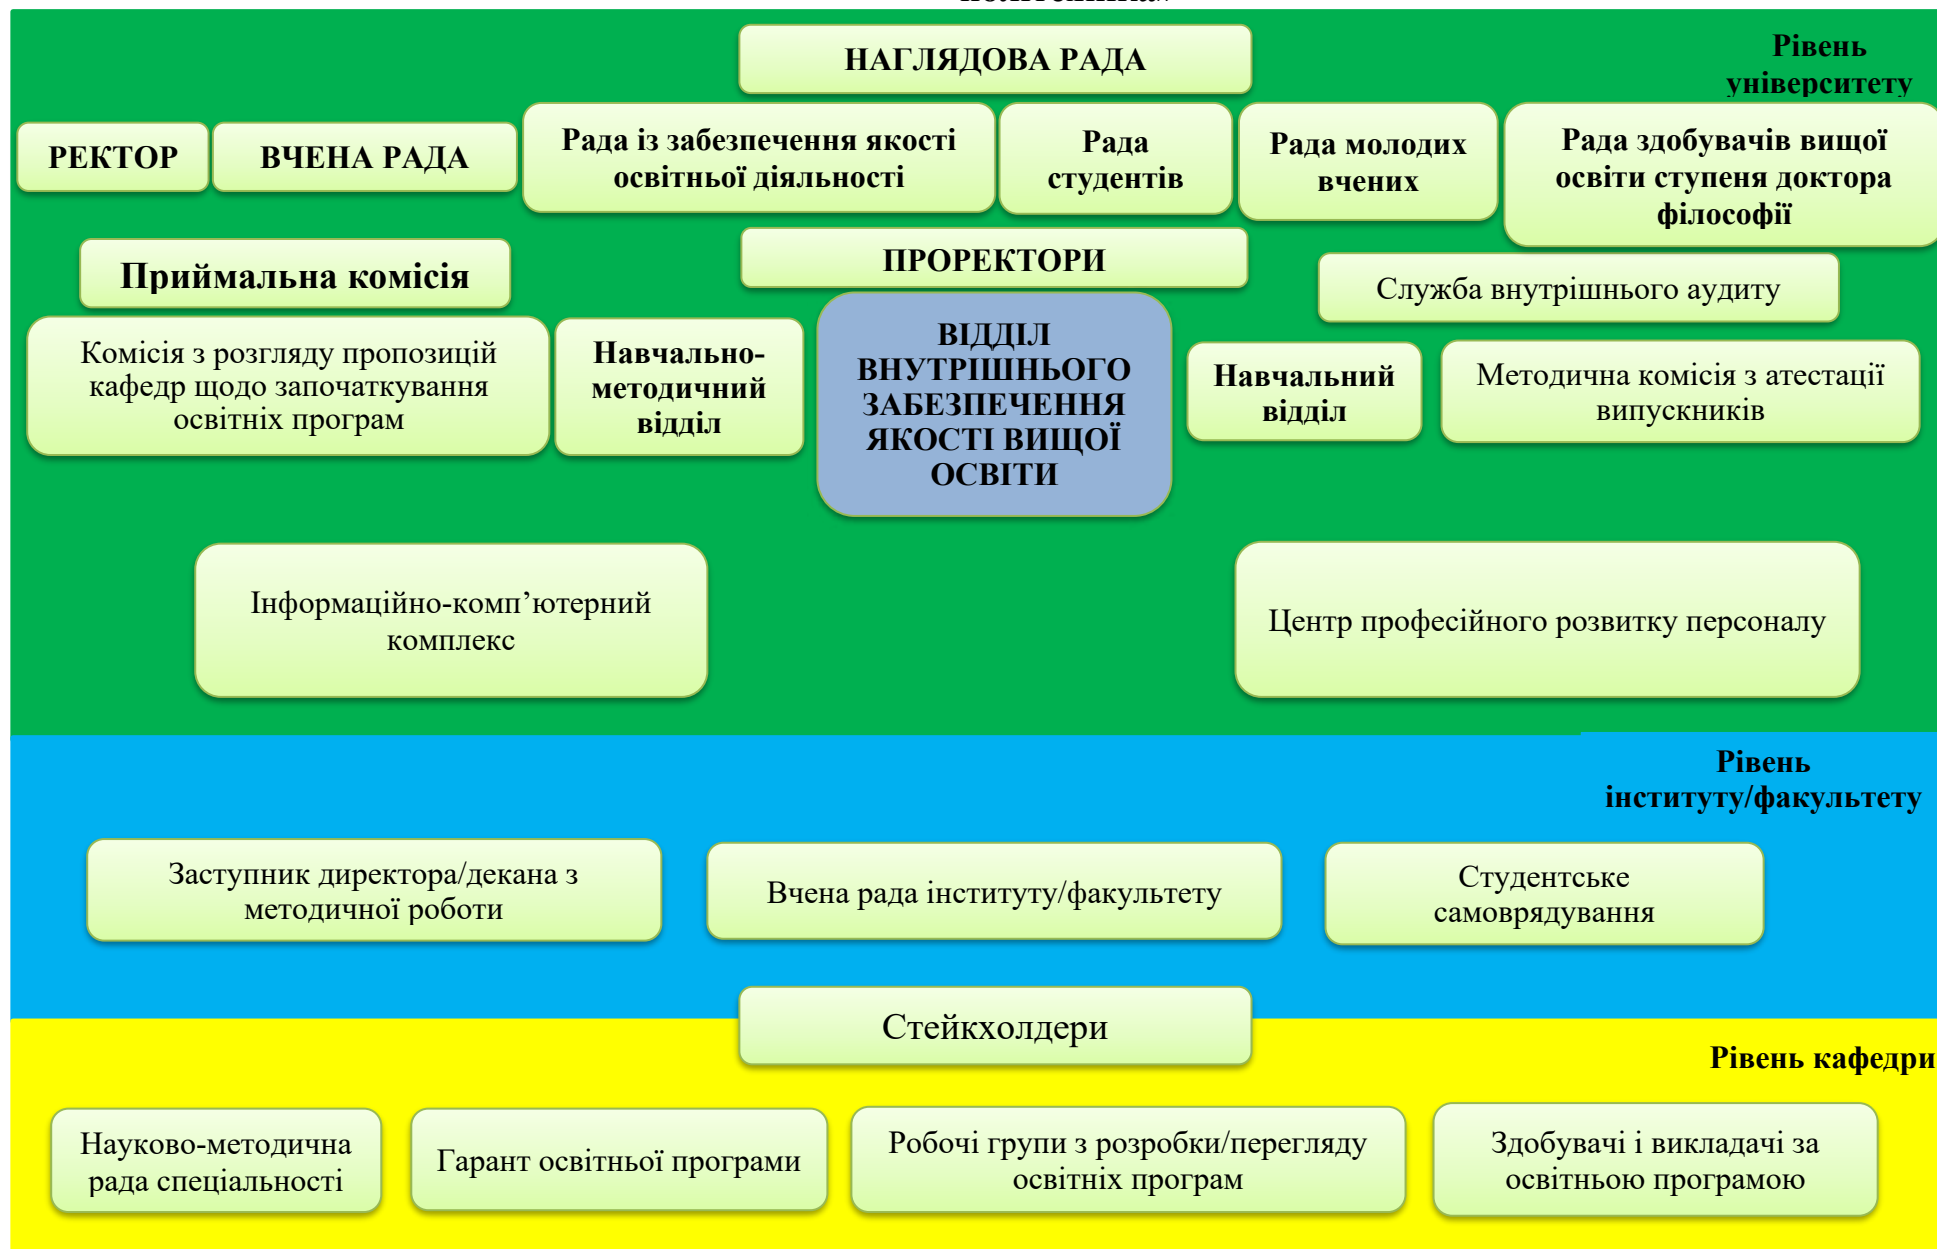 НАГЛЯДОВА РАДА
Рівень
університету
РЕКТОР
ВЧЕНА РАДА
Рада із забезпечення якості
освітньої діяльності
Рада
студентів
Рада молодих
вчених
Рада здобувачів вищої
освіти ступеня доктора
філософії
Приймальна комісія
ПРОРЕКТОРИ
Служба внутрішнього аудиту
Комісія з розгляду пропозицій
кафедр щодо започаткування
освітніх програм
Навчально-
методичний
відділ
ВІДДІЛ
ВНУТРІШНЬОГО
ЗАБЕЗПЕЧЕННЯ
ЯКОСТІ ВИЩОЇ
ОСВІТИ
Навчальний
відділ
Методична комісія з атестації
випускників
Інформаційно-комп’ютерний
комплекс
Центр професійного розвитку персоналу
Рівень
інституту/факультету
Заступник директора/декана з
методичної роботи
Вчена рада інституту/факультету
Студентське
самоврядування
Стейкхолдери
Рівень кафедри
Науково-методична
рада спеціальності
Гарант освітньої програми
Робочі групи з розробки/перегляду
освітніх програм
Здобувачі і викладачі за
освітньою програмою